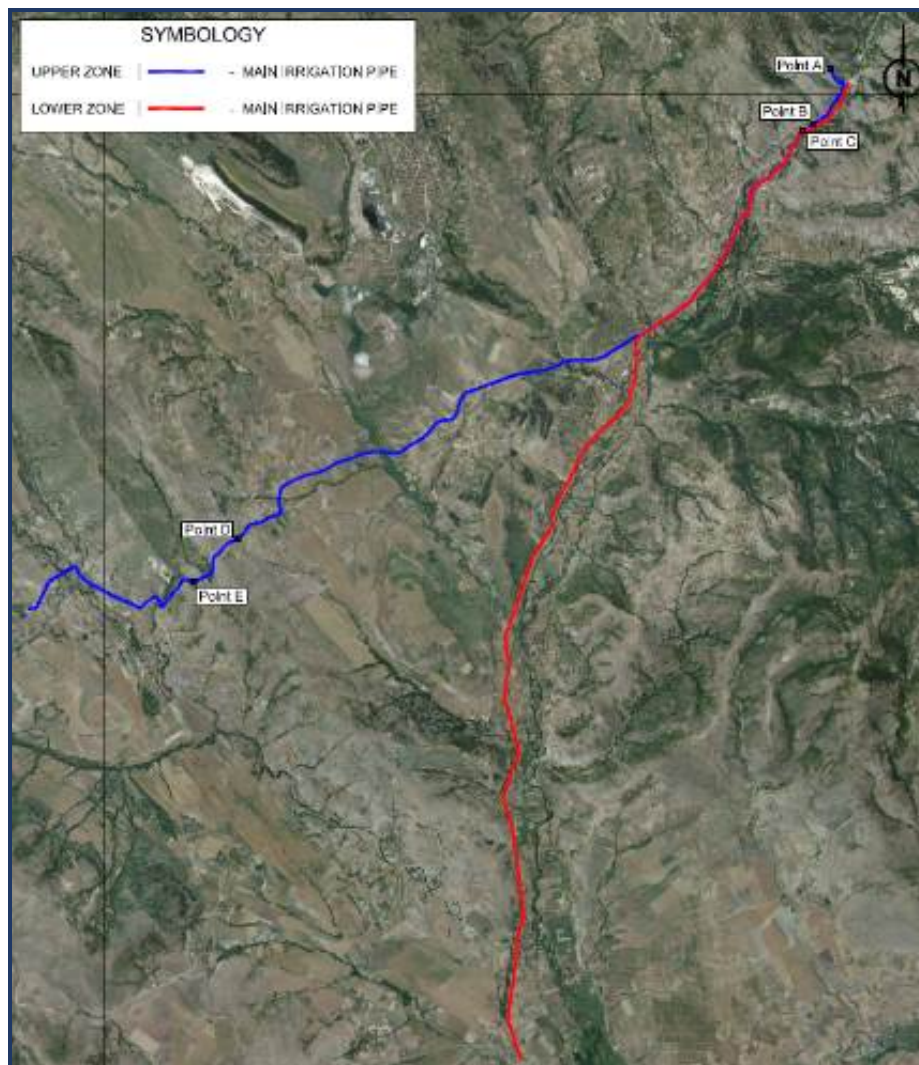 SYMBOLOGY
UPPER ZONE - MAIN IRRIGATION PIPE
LOWER ZONE - MAIN IRRIGATION PIPE
Point A
N
Point B
Point C
Point D
Point E